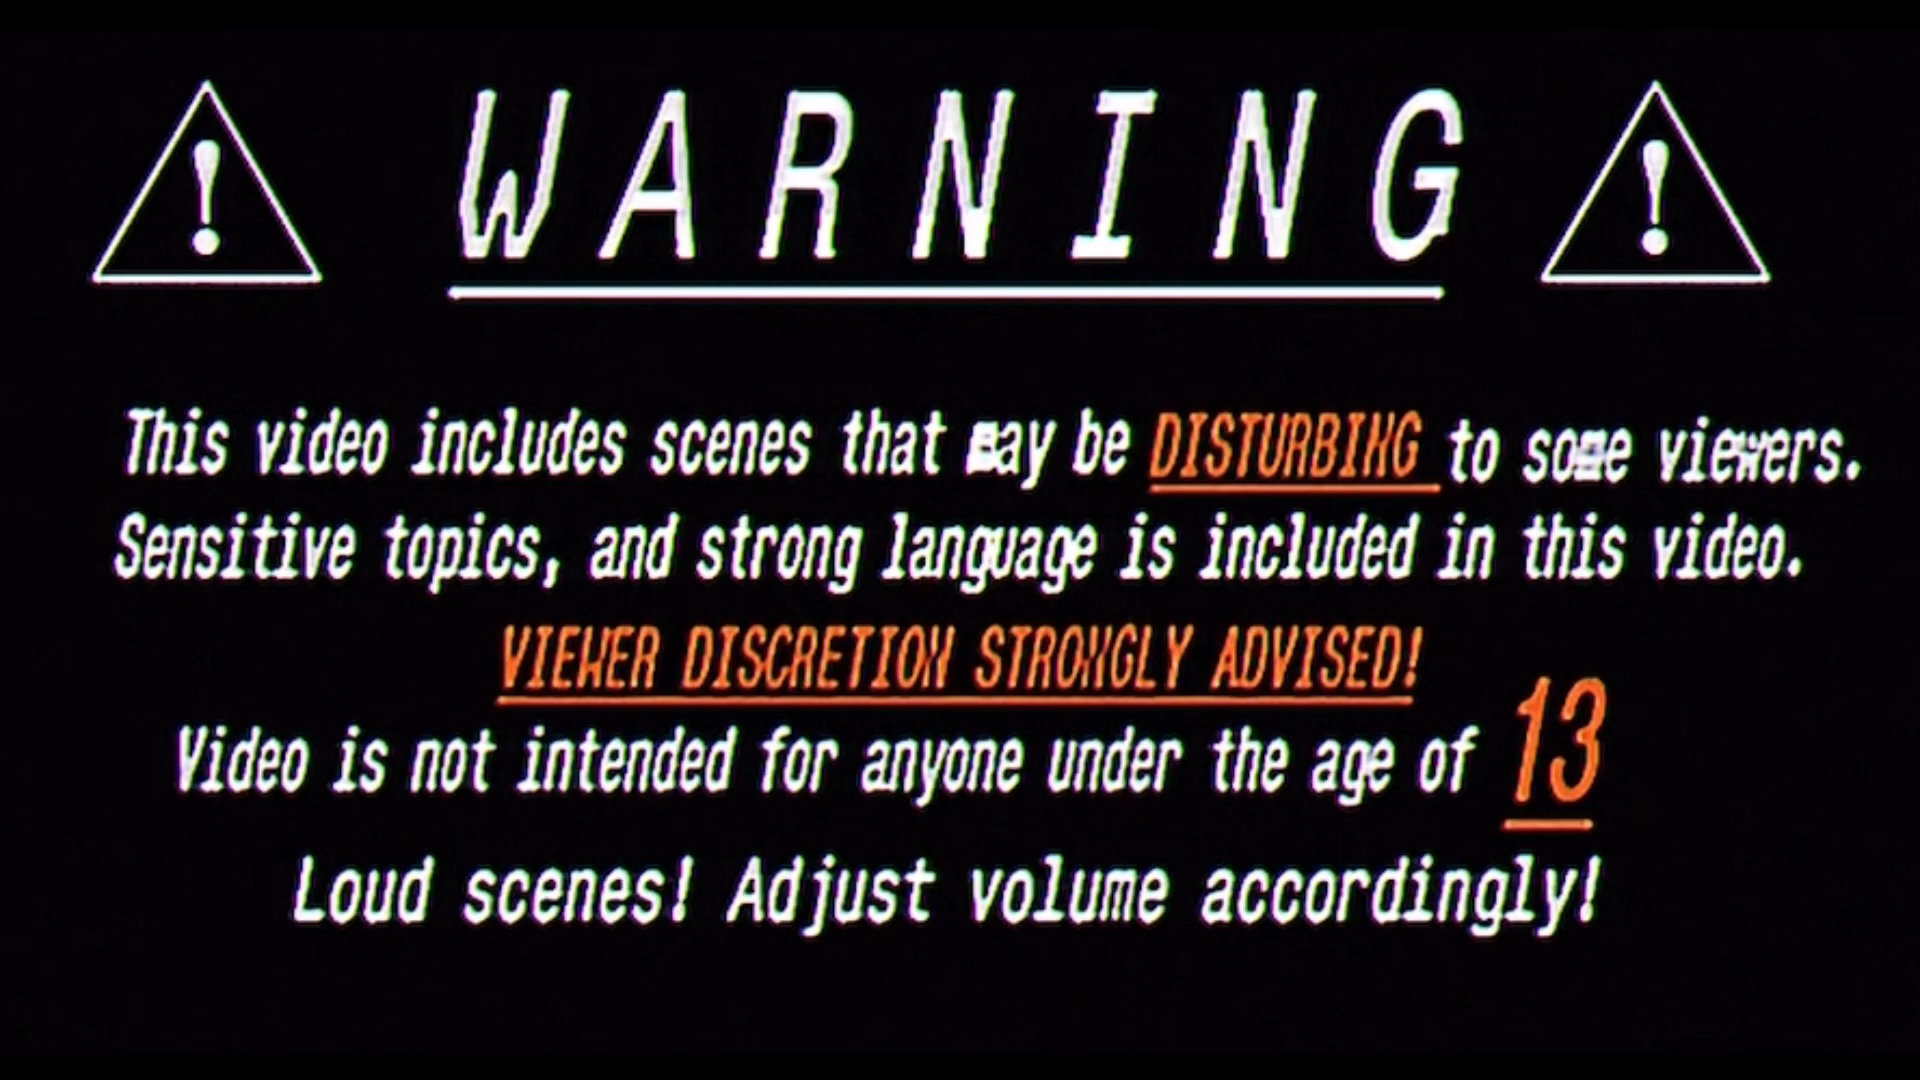 WARNING
This video includes scenes that may be DISTURBING to some viewers.
Sensitive topics, and strong language is included in this video.
VIEWER DISCRETION STRONGLY ADVISED!
Video is not intended for anyone under the age of 13
Loud scenes! Adjust volume accordingly!